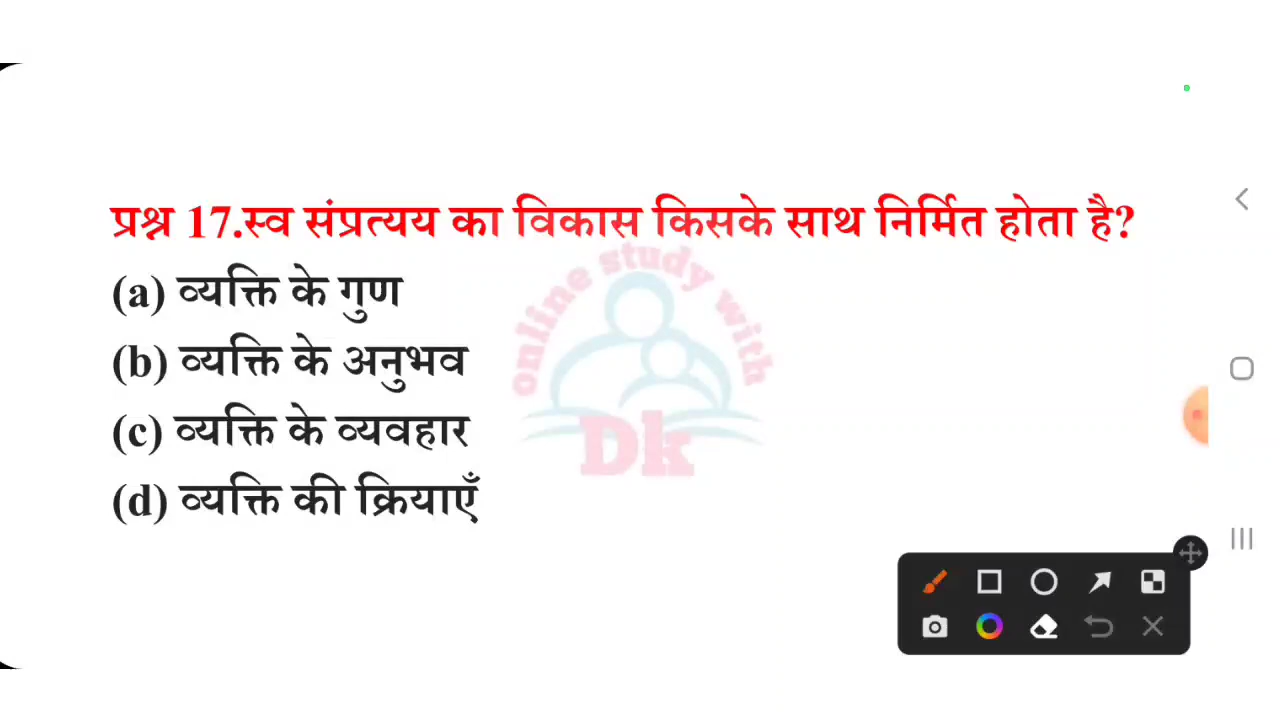 प्रश्न 17.स्व संप्रत्यय का विकास किसके साथ निर्मित होता है?
(a) व्यक्ति के गुण
(b) व्यक्ति के अनुभव
(c) व्यक्ति के व्यवहार
(d) व्यक्ति की क्रियाएँ
online study with
Dk